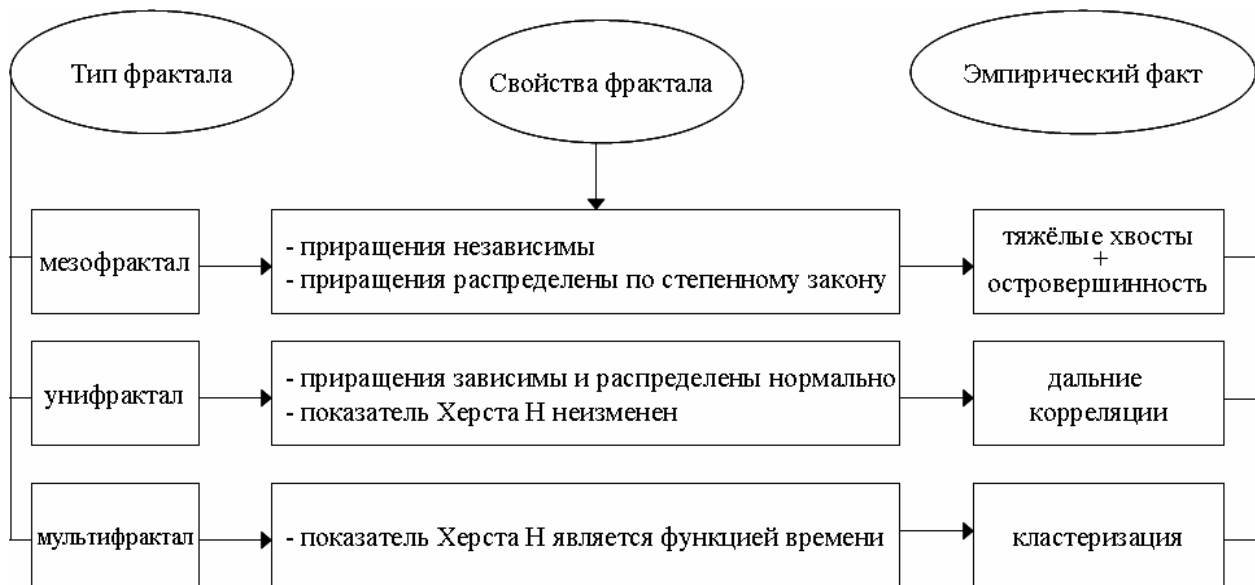 Тип фрактала
Свойства фрактала
Эмпирический факт
мезофрактал
- приращения независимы
- приращения распределены по степенному закону
тяжёлые хвосты
+
островершинность
унифрактал
- приращения зависимы и распределены нормально
- показатель Херста Н неизменен
дальние
корреляции
мультифрактал
- показатель Херста Н является функцией времени
кластеризация